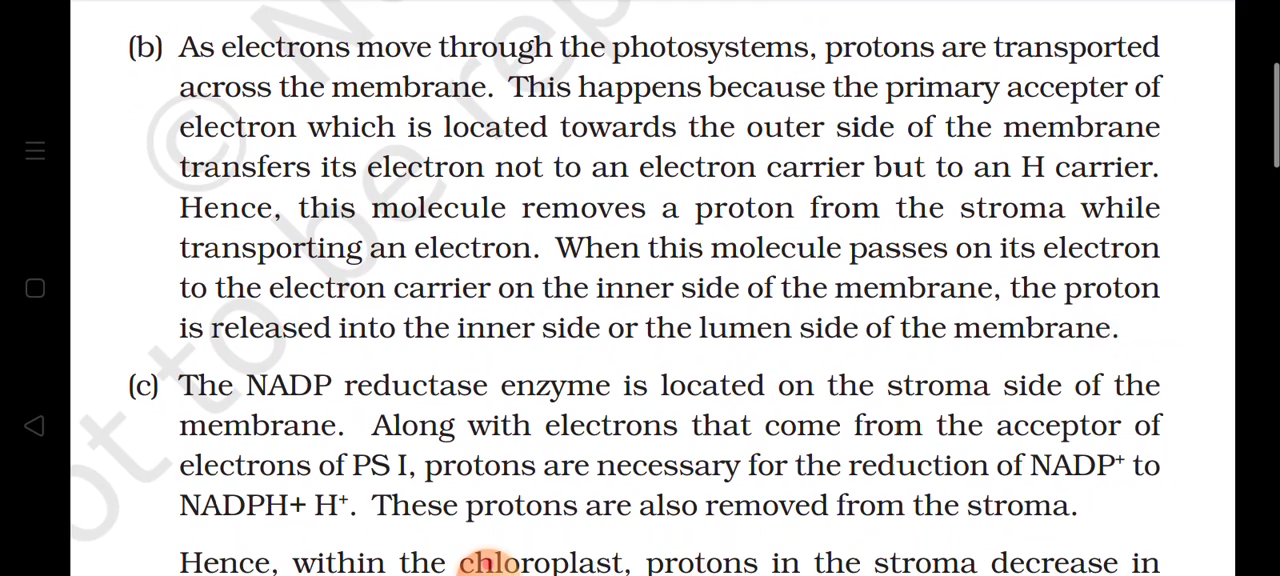 (b) As electrons move through the photosystems, protons are transported
across the membrane. This happens because the primary accepter of
electron which is located towards the outer side of the membrane
transfers its electron not to an electron carrier but to an H carrier.
Hence, this molecule removes a proton from the stroma while
transporting an electron. When this molecule passes on its electron
to the electron carrier on the inner side of the membrane, the proton
is released into the inner side or the lumen side of the membrane.
(c) The NADP reductase enzyme is located on the stroma side of the
membrane. Along with electrons that come from the acceptor of
electrons of PS I, protons are necessary for the reduction of NADP⁺ to
NADPH+ H⁺. These protons are also removed from the stroma.
Hence, within the chloroplast, protons in the stroma decrease in
© N
ot to be rep